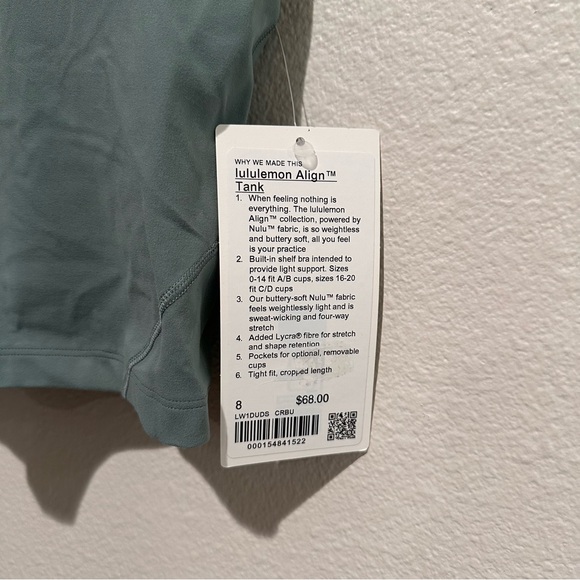 WHY WE MADE THIS
lululemon Align™
Tank
1. When feeling nothing is
everything. The lululemon
Align™ collection, powered by
Nulu™ fabric, is so weightless
and buttery soft, all you feel
is your practice
2. Built-in shelf bra intended to
provide light support. Sizes
0-14 fit A/B cups, sizes 16-20
fit C/D cups
3. Our buttery-soft Nulu™ fabric
feels weightlessly light and is
sweat-wicking and four-way
stretch
4. Added Lycra® fibre for stretch
and shape retention
5. Pockets for optional, removable
cups
6. Tight fit, cropped length
8 $68.00
LW1DUDS CRBU
000154841522